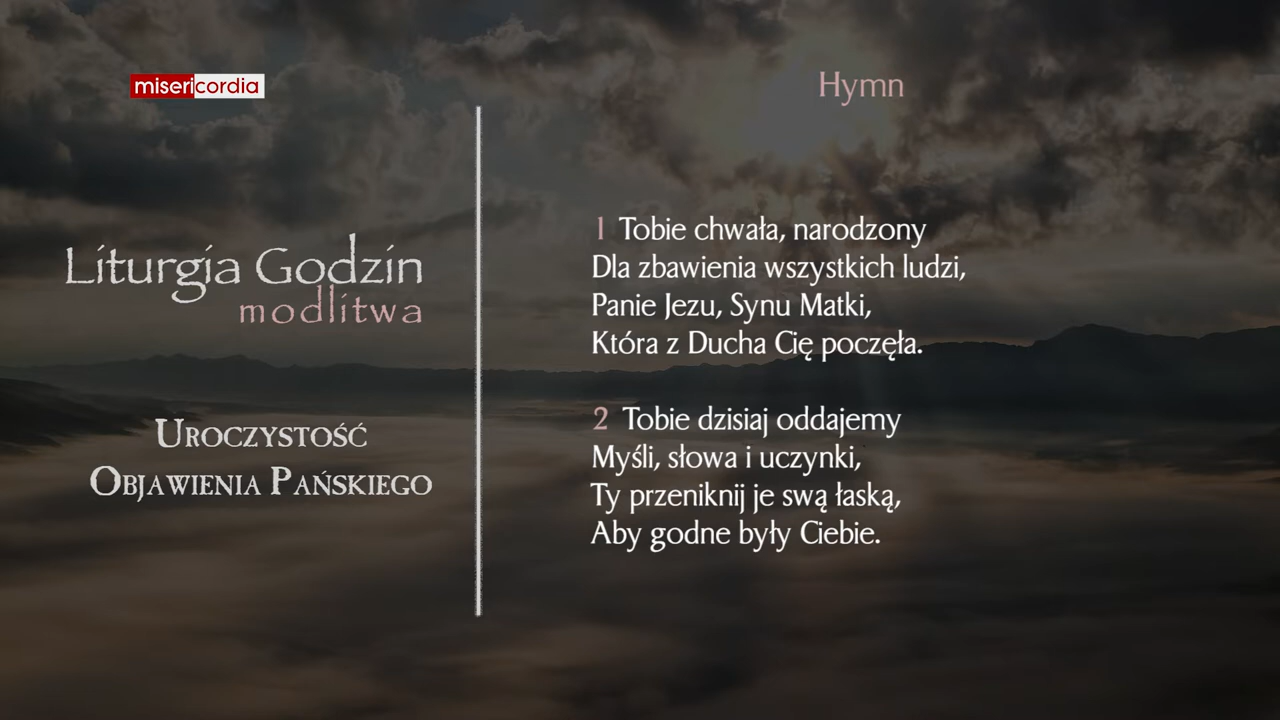 misericordia
Liturgia Godzin
modlitwa
Uroczystość
Objawienia Pańskiego
Hymn
1 Tobie chwała, narodzony
Dla zbawienia wszystkich ludzi,
Panie Jezu, Synu Matki,
Która z Ducha Cię poczęła.
2 Tobie dzisiaj oddajemy
Myśli, słowa i uczynki,
Ty przeniknij je swą łaską,
Aby godne były Ciebie.